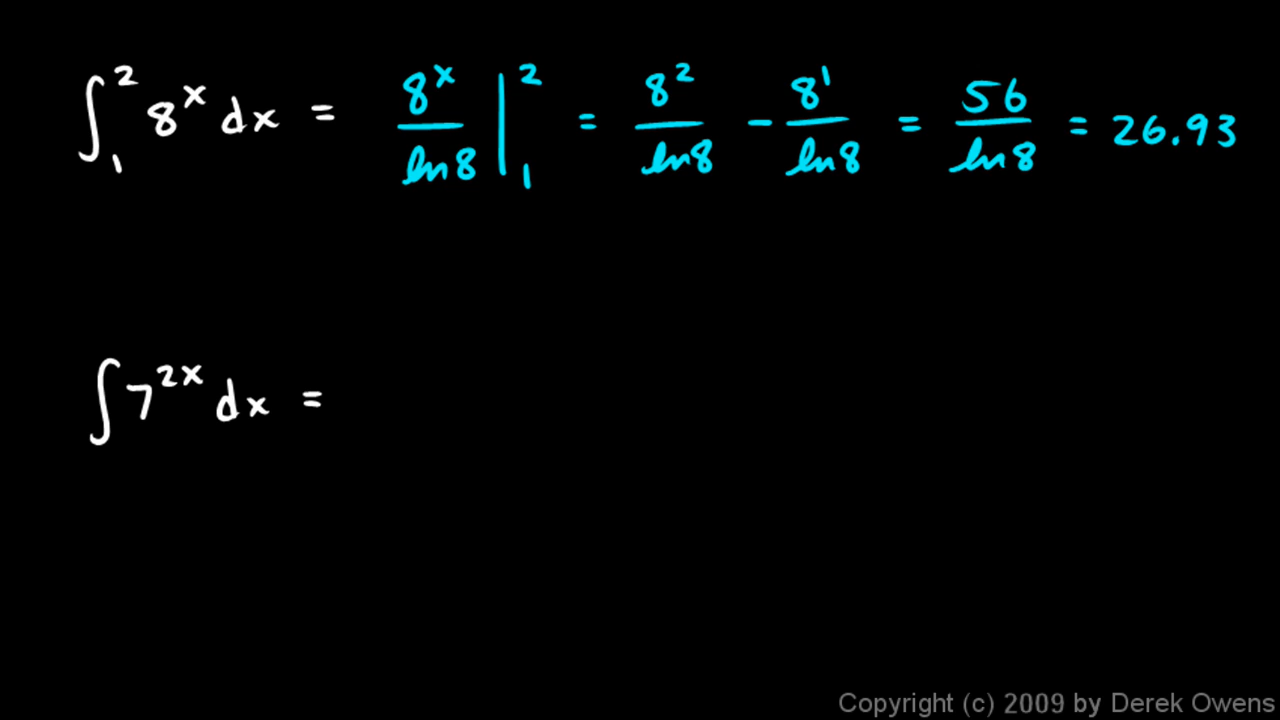 ∫₁² 8ˣ dx = 8ˣ/ln8 |₁² = 8²/ln8 - 8¹/ln8 = 56/ln8 = 26.93
∫ 7²ˣ dx =
Copyright (c) 2009 by Derek Owens